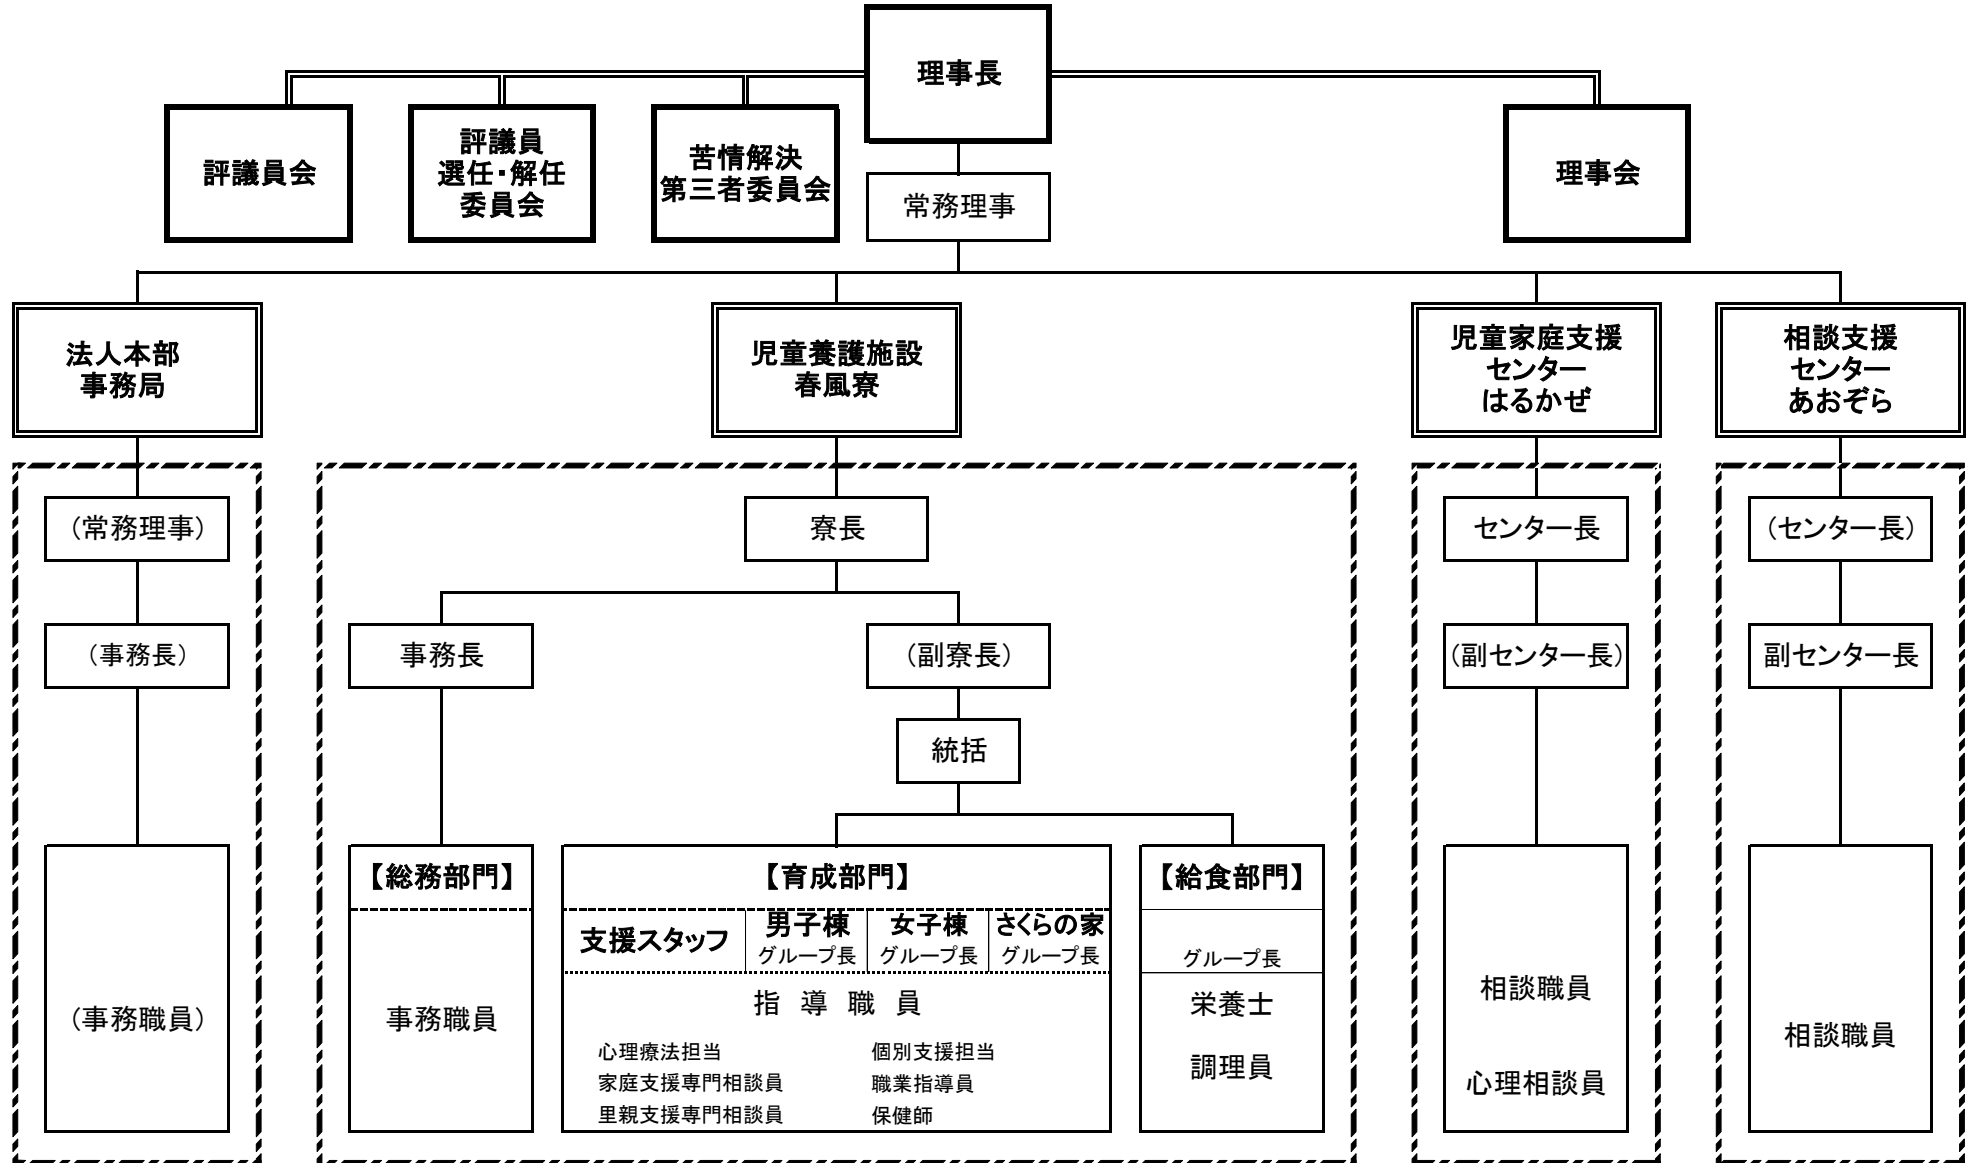 理事長
評議員会
評議員
選任・解任
委員会
苦情解決
第三者委員会
理事会
常務理事
法人本部
事務局
児童養護施設
春風寮
児童家庭支援
センター
はるかぜ
相談支援
センター
あおぞら
(常務理事)
寮長
センター長
(センター長)
(事務長)
事務長
(副寮長)
(副センター長)
副センター長
統括
【総務部門】
【育成部門】
【給食部門】
支援スタッフ
男子棟
グループ長
女子棟
グループ長
さくらの家
グループ長
グループ長
(事務職員)
事務職員
指 導 職 員
心理療法担当
家庭支援専門相談員
里親支援専門相談員
個別支援担当
職業指導員
保健師
栄養士
調理員
相談職員
心理相談員
相談職員